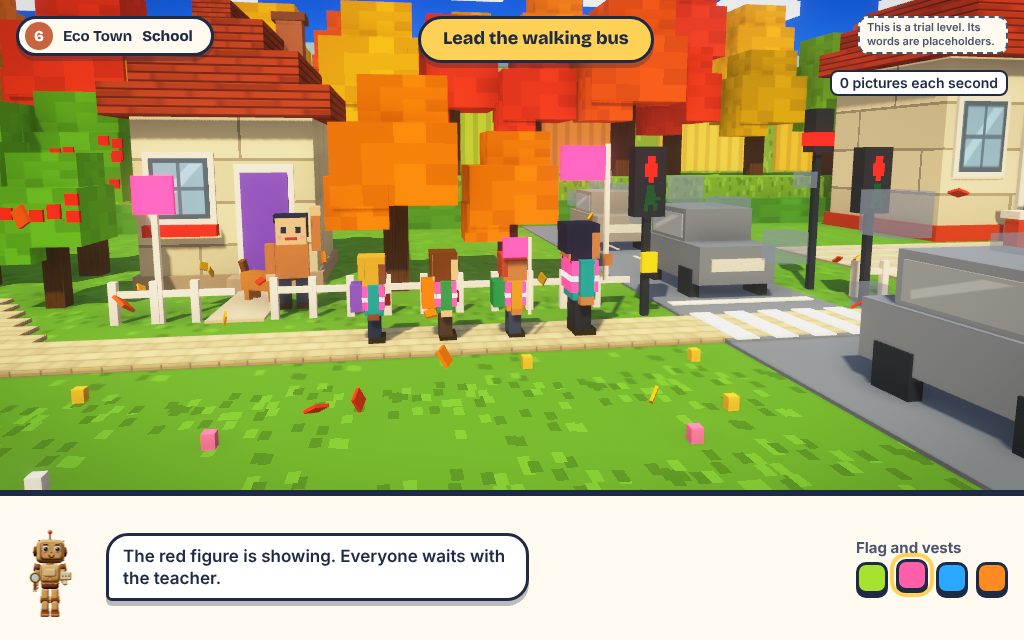 6 Eco Town School
Lead the walking bus
This is a trial level. Its
words are placeholders.
0 pictures each second
The red figure is showing. Everyone waits with
the teacher.
Flag and vests